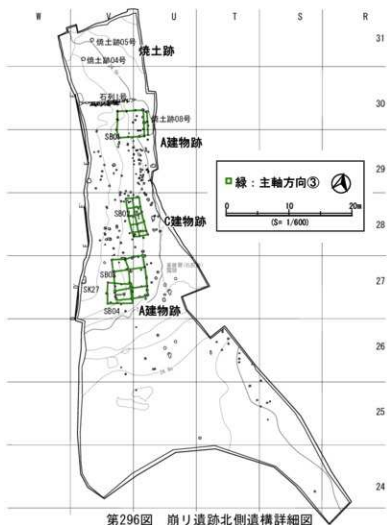 W V U T S R
31
焼土跡05号
焼土跡
焼土跡04号
30
石列1号
焼土跡08号
SB01
A建物跡
29
緑：主軸方向③
0 10 20m
(S= 1/600)
SB02
C建物跡
28
SB03
27
SK27
SB04
A建物跡
26
25
24
第296図 崩リ遺跡北側遺構詳細図